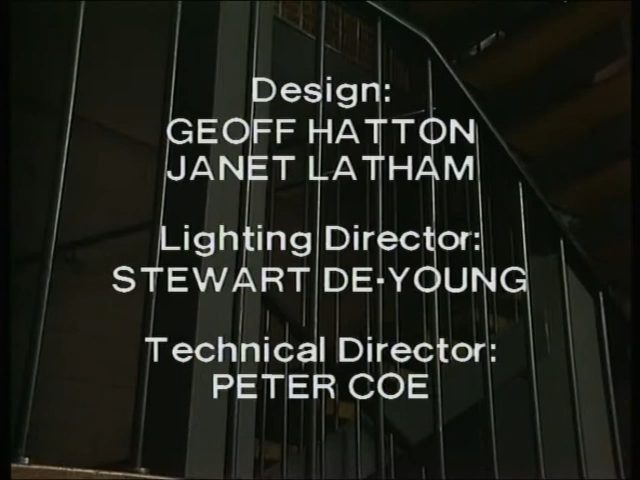 Design:
GEOFF HATTON
JANET LATHAM
Lighting Director:
STEWART DE-YOUNG
Technical Director:
PETER COE